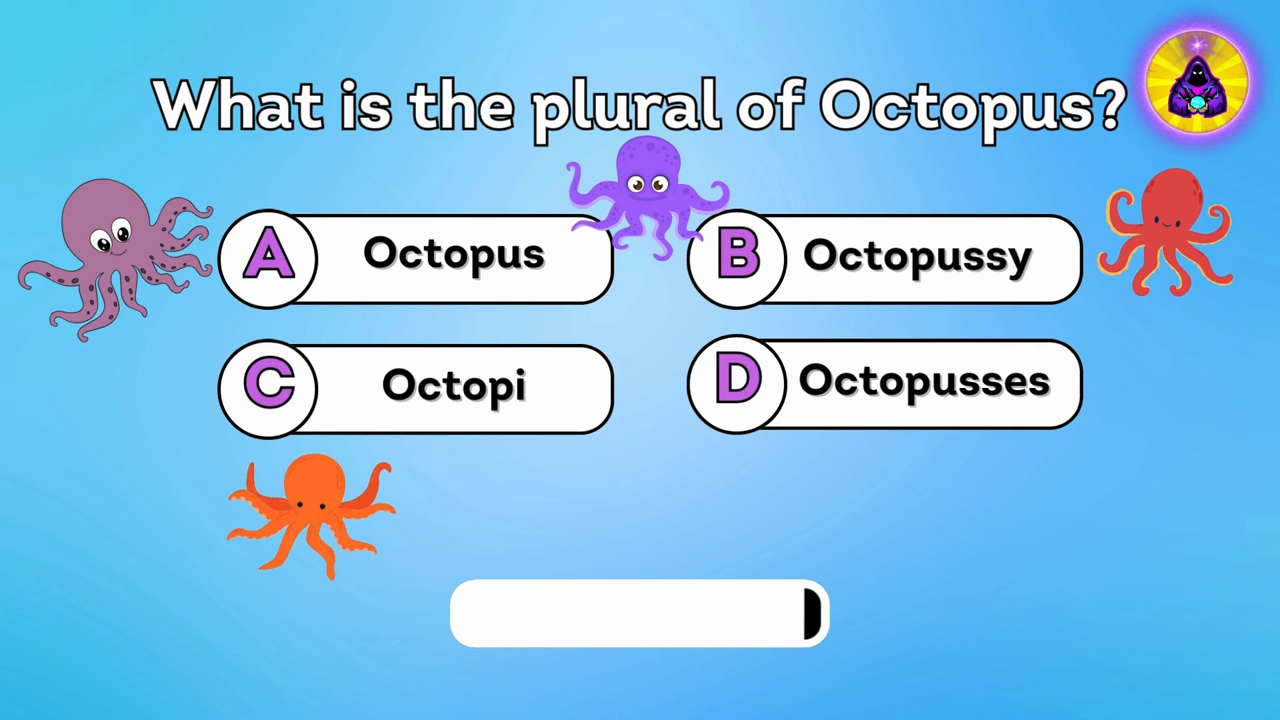 What is the plural of Octopus?
A Octopus
B Octopussy
C Octopi
D Octopusses